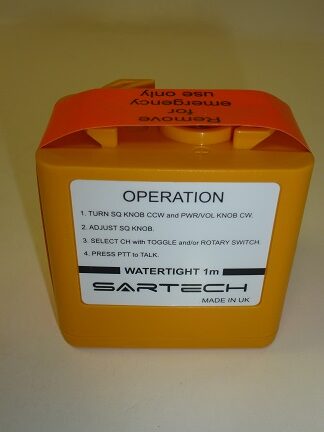 Remove
for
emergency
use only
OPERATION
1. TURN SQ KNOB CCW and PWR/VOL KNOB CW.
2. ADJUST SQ KNOB.
3. SELECT CH with TOGGLE and/or ROTARY SWITCH.
4. PRESS PTT to TALK.
WATERTIGHT 1m
SARTECH
MADE IN UK